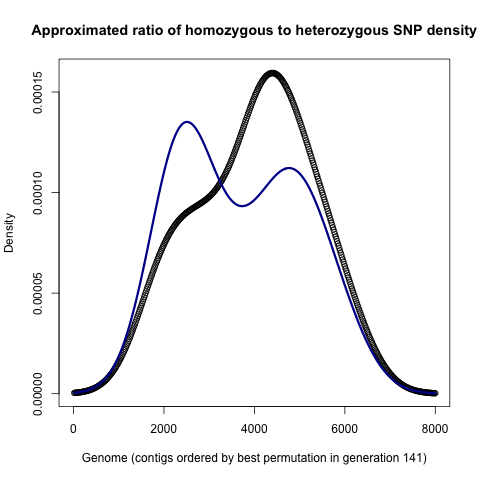 Approximated ratio of homozygous to heterozygous SNP density
0.00015
0.00010
0.00005
0.00000
Density
0 2000 4000 6000 8000
Genome (contigs ordered by best permutation in generation 141)